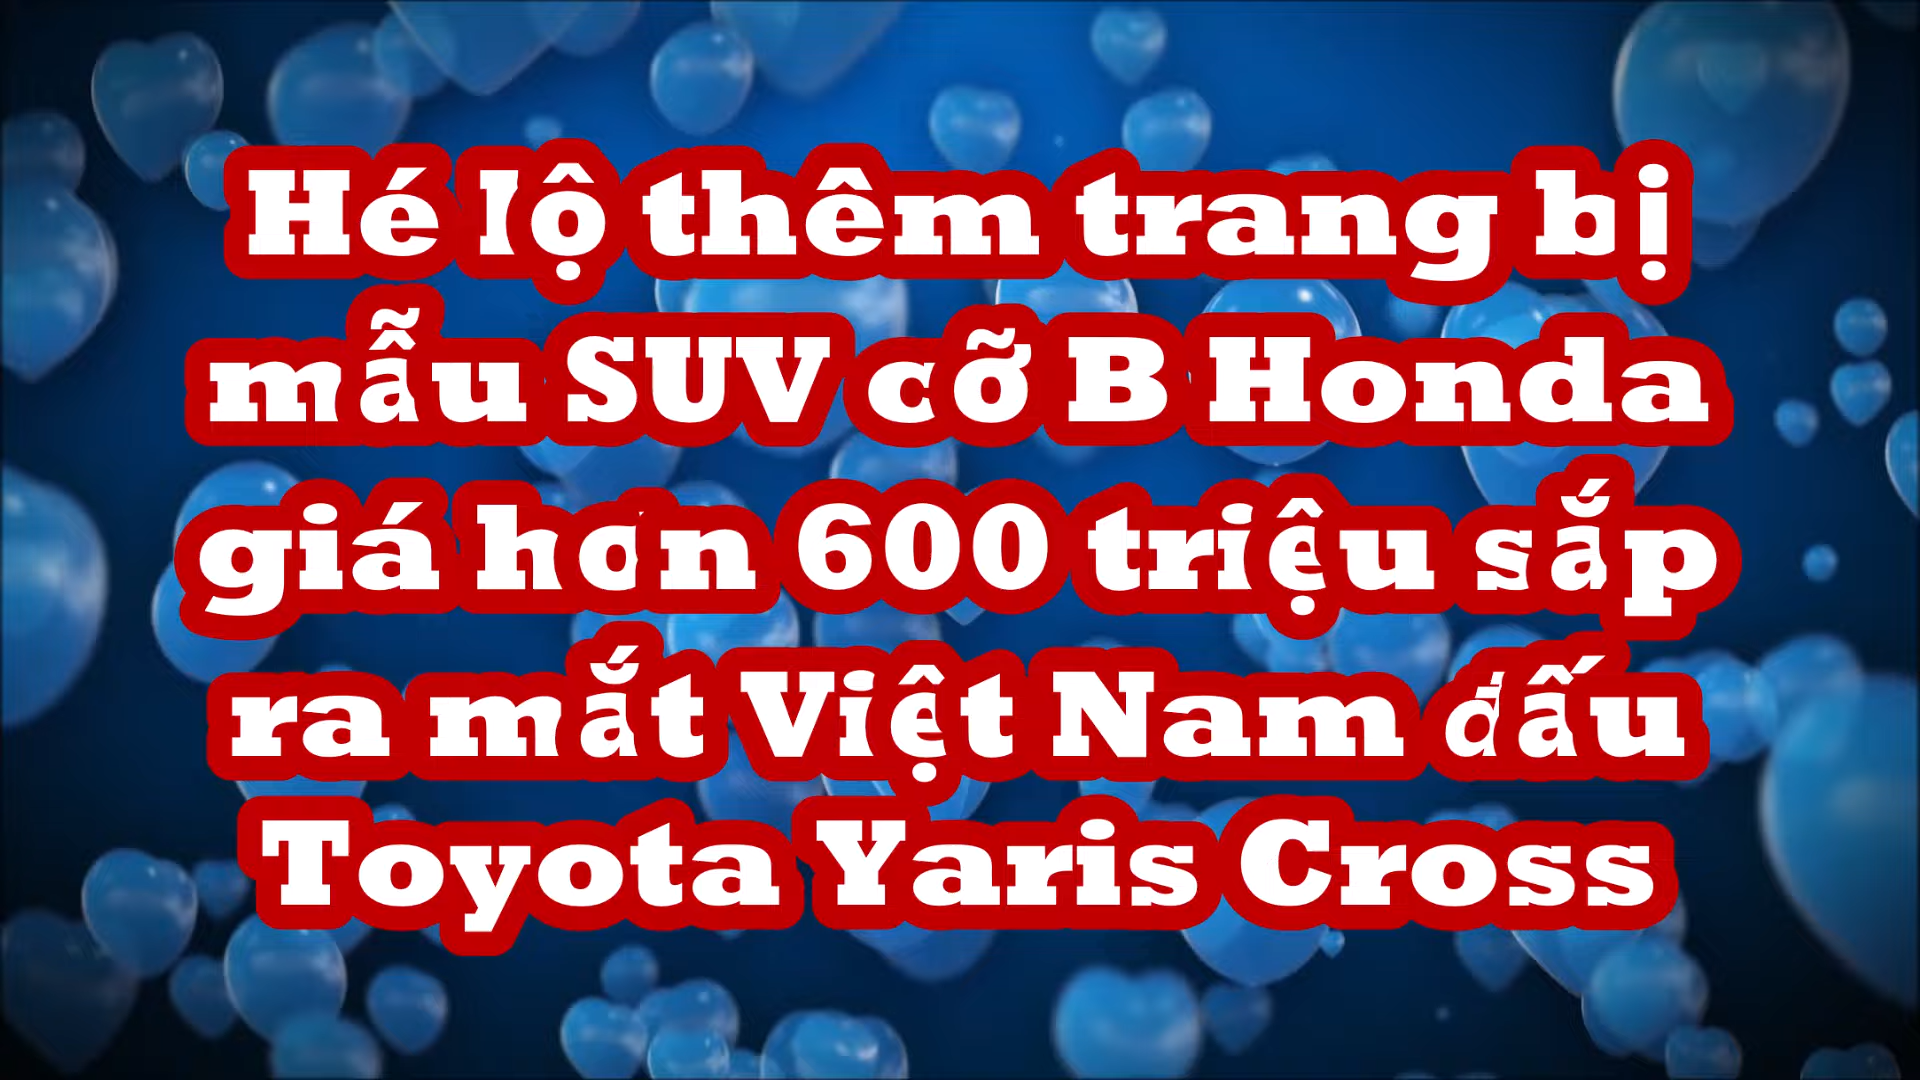 Hé lộ thêm trang bị
mẫu SUV cỡ B Honda
giá hơn 600 triệu sắp
ra mắt Việt Nam đấu
Toyota Yaris Cross